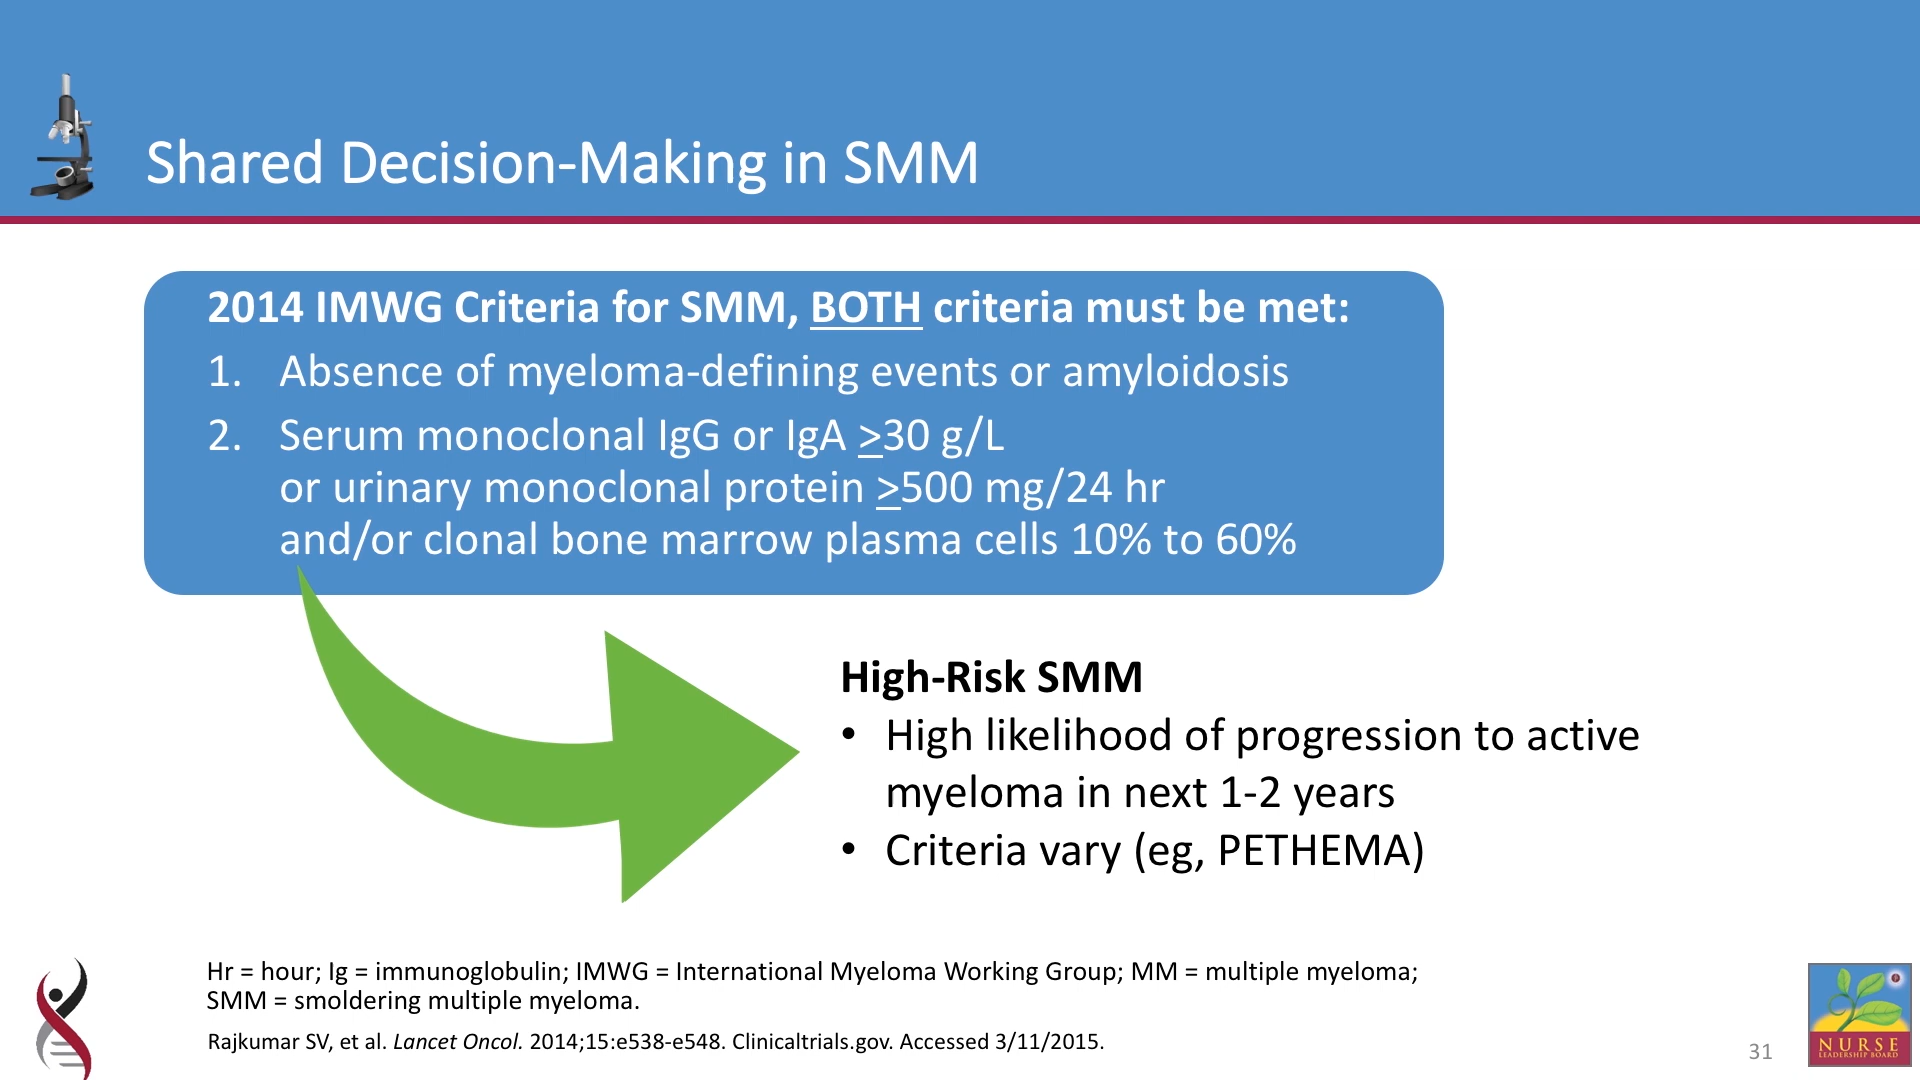 Shared Decision-Making in SMM
2014 IMWG Criteria for SMM, BOTH criteria must be met:
1. Absence of myeloma-defining events or amyloidosis
2. Serum monoclonal IgG or IgA ≥30 g/L
or urinary monoclonal protein ≥500 mg/24 hr
and/or clonal bone marrow plasma cells 10% to 60%
High-Risk SMM
• High likelihood of progression to active
myeloma in next 1-2 years
• Criteria vary (eg, PETHEMA)
Hr = hour; Ig = immunoglobulin; IMWG = International Myeloma Working Group; MM = multiple myeloma;
SMM = smoldering multiple myeloma.
Rajkumar SV, et al. Lancet Oncol. 2014;15:e538-e548. Clinicaltrials.gov. Accessed 3/11/2015.
31
NURSE
LEADERSHIP BOARD